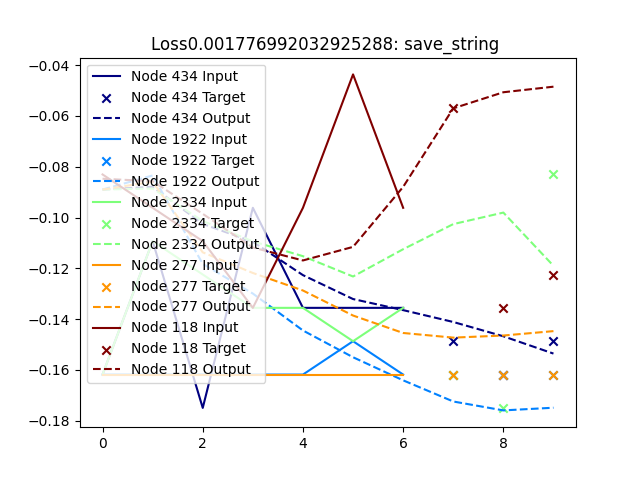 Loss0.001776992032925288: save_string
−0.04
−0.06
−0.08
−0.10
−0.12
−0.14
−0.16
−0.18
Node 434 Input
Node 434 Target
Node 434 Output
Node 1922 Input
Node 1922 Target
Node 1922 Output
Node 2334 Input
Node 2334 Target
Node 2334 Output
Node 277 Input
Node 277 Target
Node 277 Output
Node 118 Input
Node 118 Target
Node 118 Output
0 2 4 6 8